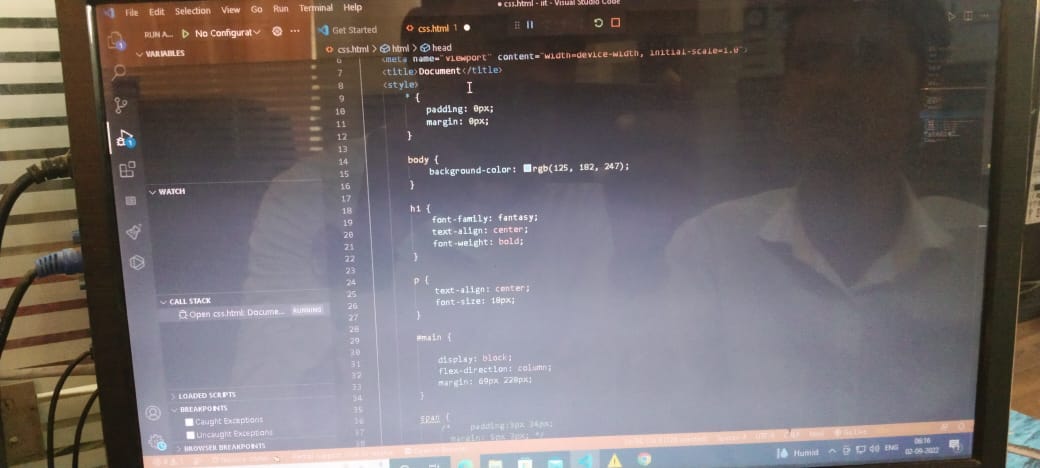 File Edit Selection View Go Run Terminal Help
css.html - iit - Visual Studio Code
RUN A... No Configurat
Get Started
css.html 1
VARIABLES
css.html > html > head
6 <meta name="viewport" content="width=device-width, initial-scale=1.0">
7 <title>Document</title>
8 <style>
9 * {
10 padding: 0px;
11 margin: 0px;
12 }
13
14 body {
15 background-color: rgb(125, 182, 247);
16 }
17
18 h1 {
19 font-family: fantasy;
20 text-align: center;
21 font-weight: bold;
22 }
23
24 p {
25 text-align: center;
26 font-size: 18px;
27 }
28
29 #main {
30
31 display: block;
32 flex-direction: column;
33 margin: 69px 220px;
34 }
35
36 span {
37 /* padding:3px 34px;
38 margin: 5px 3px; */
WATCH
CALL STACK
Open css.html: Docume... RUNNING
LOADED SCRIPTS
BREAKPOINTS
Caught Exceptions
Uncaught Exceptions
BROWSER BREAKPOINTS
Go Live
Humid
ENG
08:16
02-09-2022